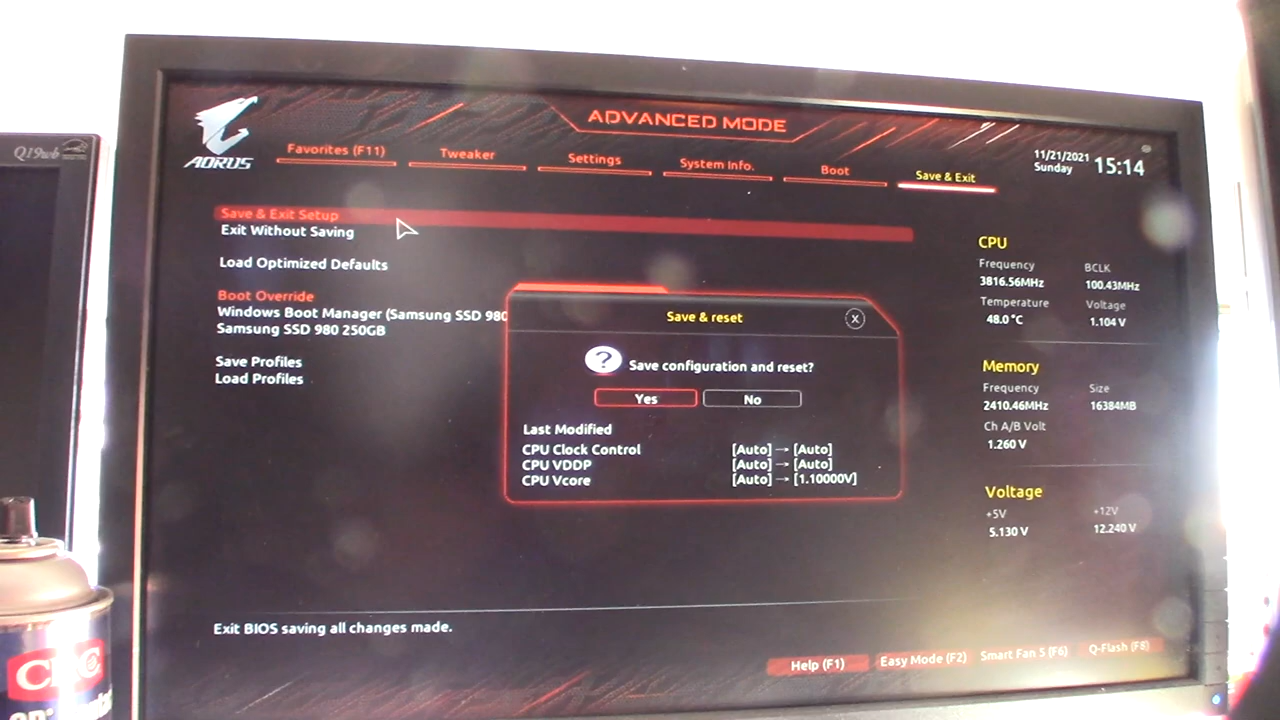 Q19wb
AORUS
ADVANCED MODE
Favorites (F11)
Tweaker
Settings
System Info.
Boot
Save & Exit
11/21/2021
Sunday
15:14
Save & Exit Setup
Exit Without Saving
Load Optimized Defaults
Boot Override
Windows Boot Manager (Samsung SSD 980
Samsung SSD 980 250GB
Save Profiles
Load Profiles
Save & reset
X
?
Save configuration and reset?
Yes
No
Last Modified
CPU Clock Control [Auto] → [Auto]
CPU VDDP [Auto] → [Auto]
CPU Vcore [Auto] → [1.10000V]
CPU
Frequency BCLK
3816.56MHz 100.43MHz
Temperature Voltage
48.0 °C 1.104 V
Memory
Frequency Size
2410.46MHz 16384MB
Ch A/B Volt
1.260 V
Voltage
+5V +12V
5.130 V 12.240 V
Exit BIOS saving all changes made.
Help (F1)
Easy Mode (F2)
Smart Fan 5 (F6)
Q-Flash (F8)
CRC